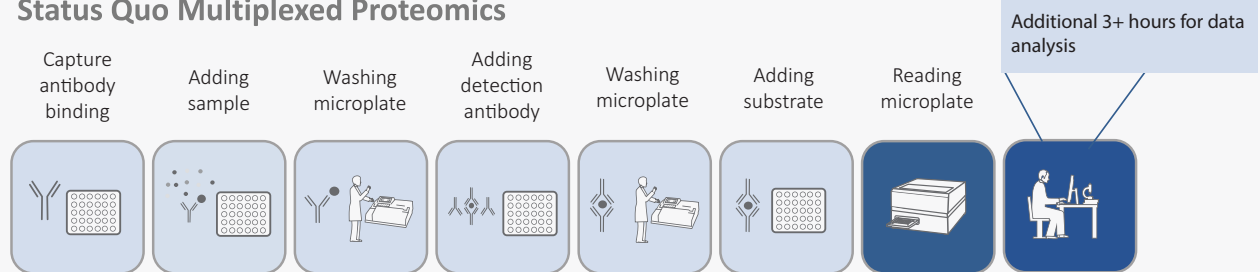 Status Quo Multiplexed Proteomics
Additional 3+ hours for data
analysis
Capture
antibody
binding
Adding
sample
Washing
microplate
Adding
detection
antibody
Washing
microplate
Adding
substrate
Reading
microplate